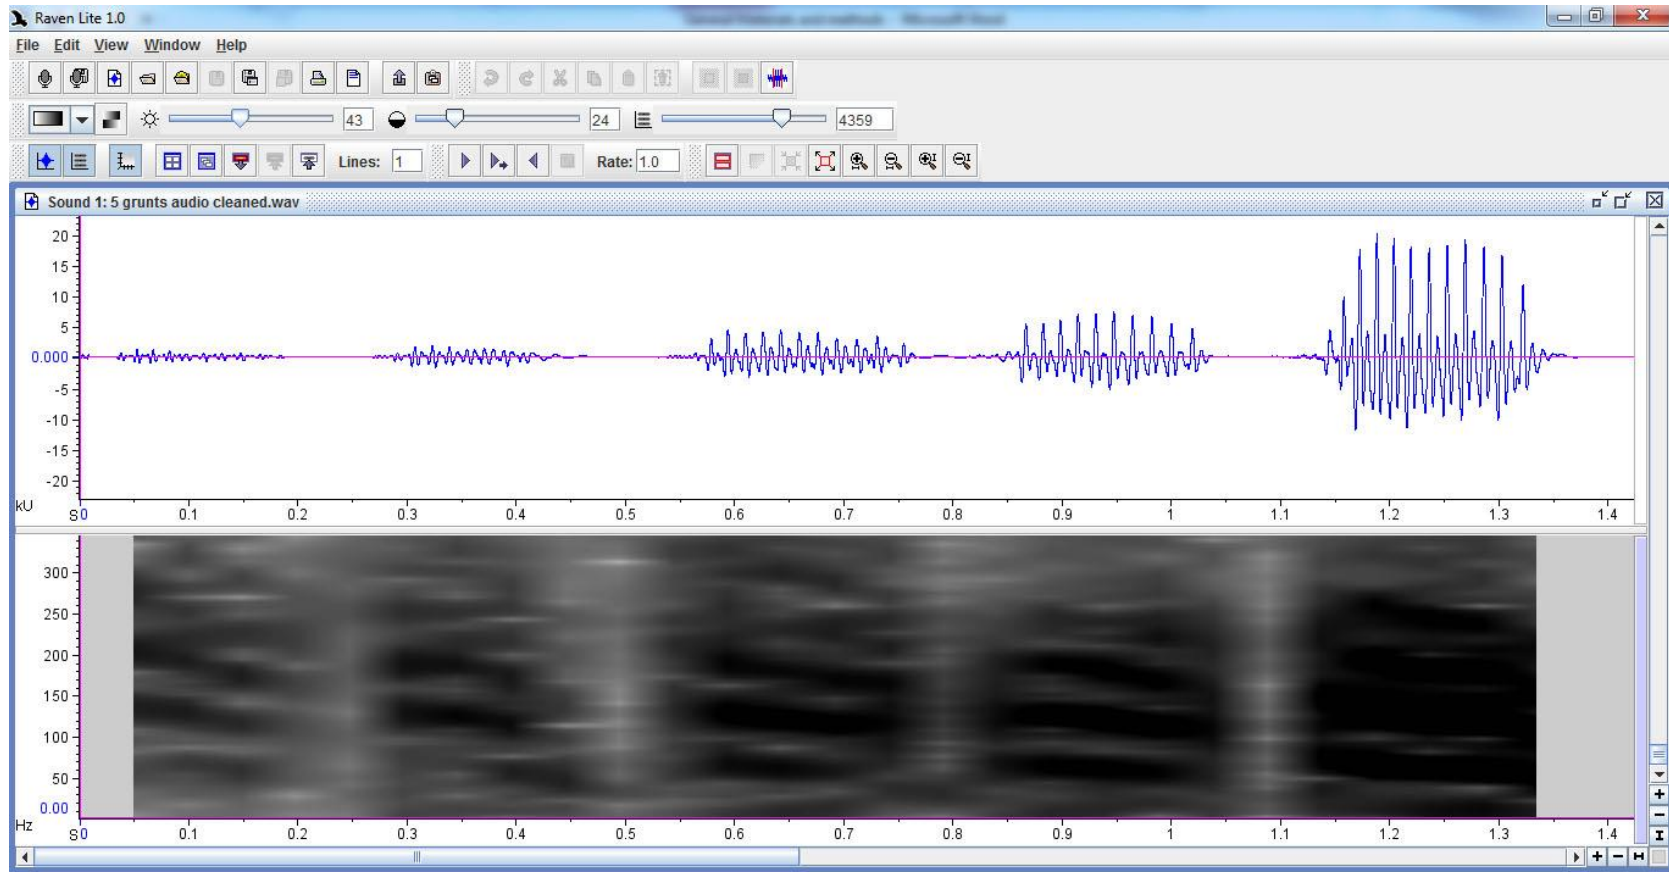 Raven Lite 1.0
File Edit View Window Help
43 24 4359
Lines: 1 Rate: 1.0
Sound 1: 5 grunts audio cleaned.wav
20
15
10
5
0.000
-5
-10
-15
-20
kU
S0 0.1 0.2 0.3 0.4 0.5 0.6 0.7 0.8 0.9 1 1.1 1.2 1.3 1.4
300
250
200
150
100
50
0.00
Hz
S0 0.1 0.2 0.3 0.4 0.5 0.6 0.7 0.8 0.9 1 1.1 1.2 1.3 1.4